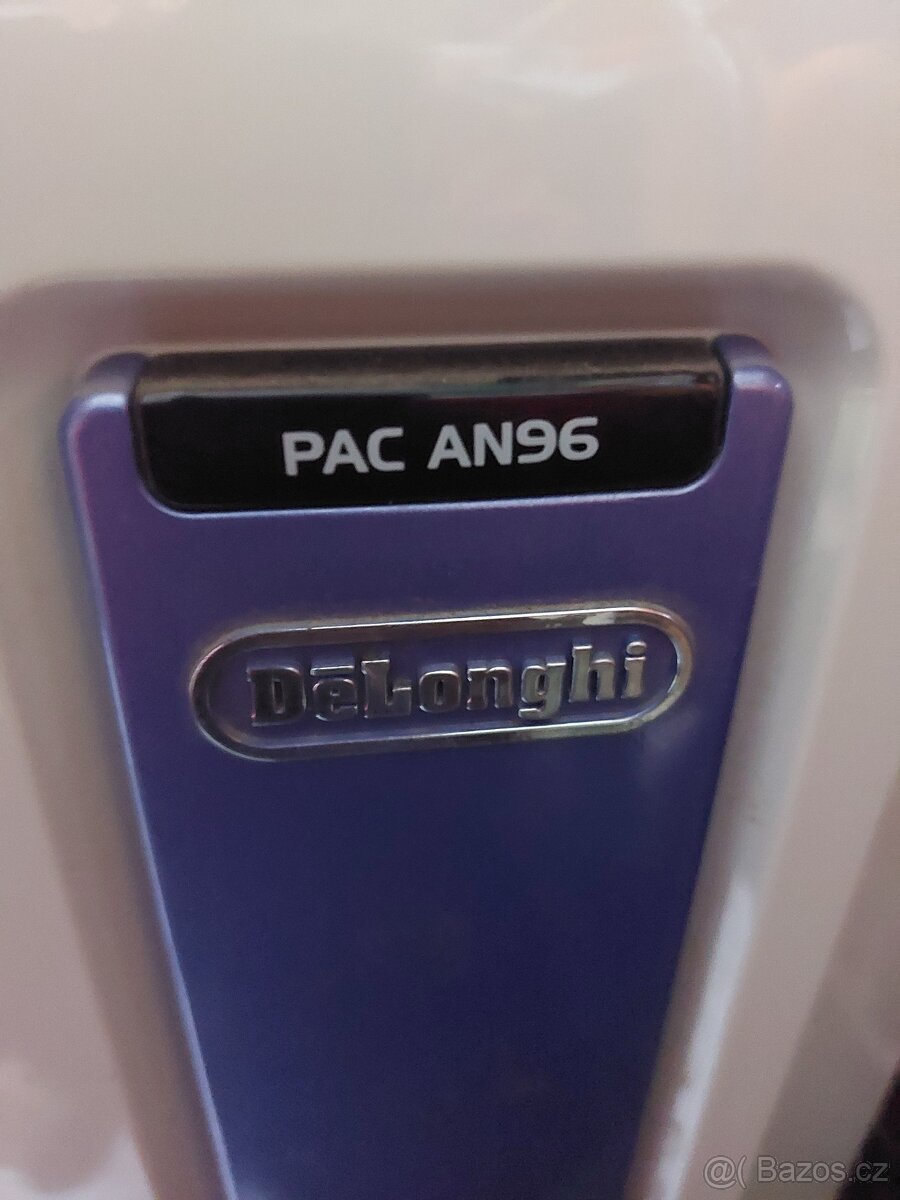 PAC AN96
DēLonghi
@( Bazos.cz